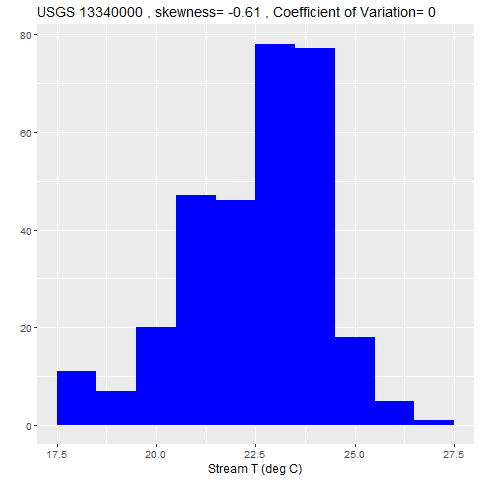 USGS 13340000 , skewness= -0.61 , Coefficient of Variation= 0
80
60
40
20
0
17.5 20.0 22.5 25.0 27.5
Stream T (deg C)